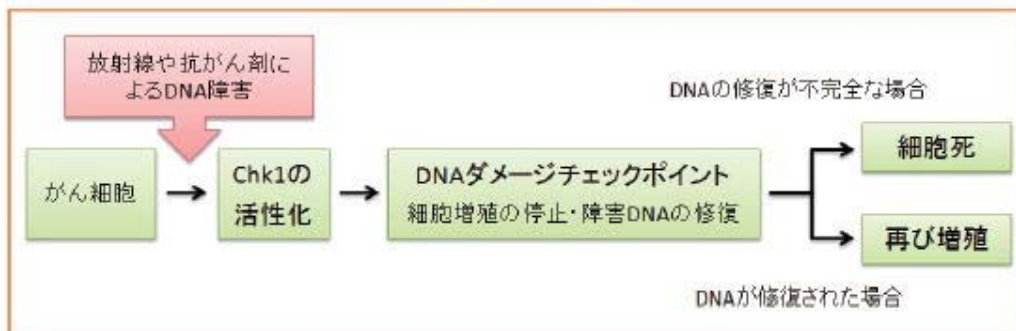 放射線や抗がん剤に
よるDNA障害
DNAの修復が不完全な場合
がん細胞
Chk1の
活性化
DNAダメージチェックポイント
細胞増殖の停止・障害DNAの修復
細胞死
再び増殖
DNAが修復された場合